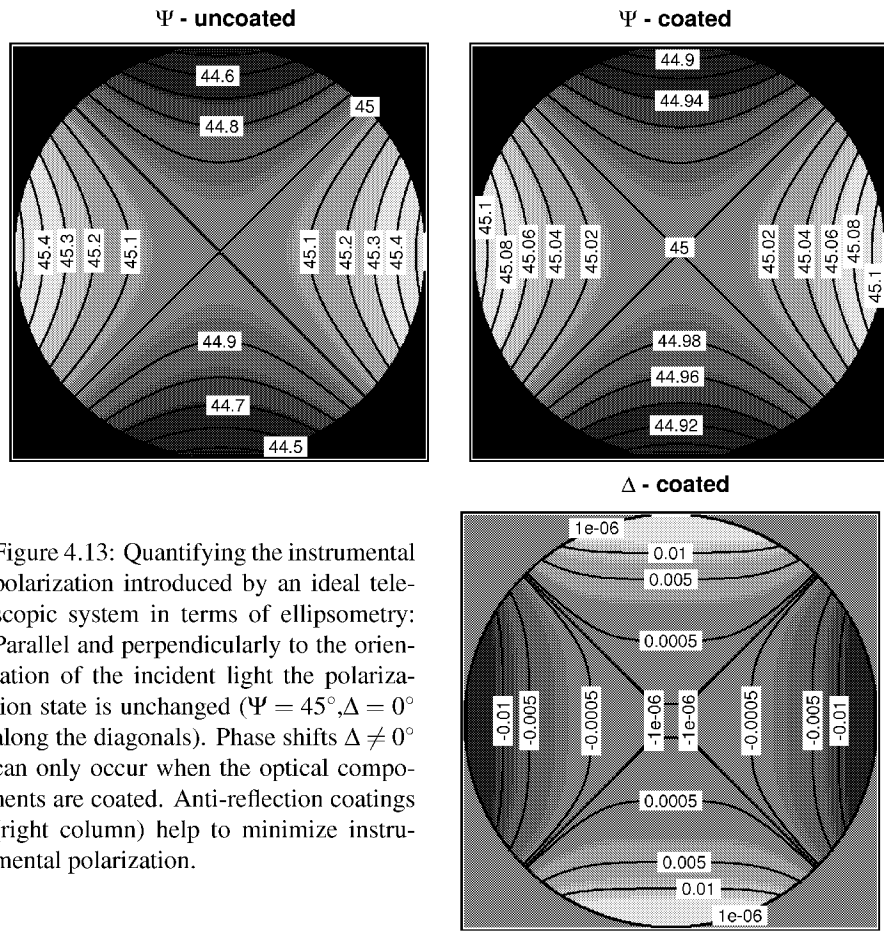 Ψ - uncoated
44.6
45
44.8
45.4 45.3 45.2 45.1 45.1 45.2 45.3 45.4
44.9
44.7
44.5
Ψ - coated
44.9
44.94
45.1 45.08 45.06 45.04 45.02 45 45.02 45.04 45.06 45.08 45.1
44.98
44.96
44.92
Δ - coated
1e-06
0.01
0.005
0.0005
-0.01 -0.005 -0.0005 -1e-06 -1e-06 -0.0005 -0.005 -0.01
0.0005
0.005
0.01
1e-06
igure 4.13: Quantifying the instrumental
olarization introduced by an ideal tele-
scopic system in terms of ellipsometry:
Parallel and perpendicularly to the orien-
ation of the incident light the polariza-
ion state is unchanged (Ψ = 45°,Δ = 0°
along the diagonals). Phase shifts Δ ≠ 0°
can only occur when the optical compo-
nents are coated. Anti-reflection coatings
right column) help to minimize instru-
mental polarization.